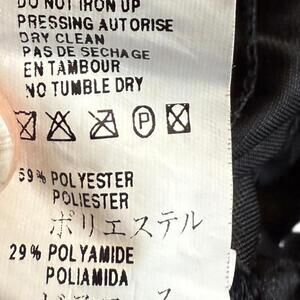 DO NOT IRON UP
PRESSING AUTORISE
DRY CLEAN
PAS DE SECHAGE
EN TAMBOUR
NO TUMBLE DRY
P
59% POLYESTER
POLIESTER
ポリエステル
29% POLYAMIDE
POLIAMIDA